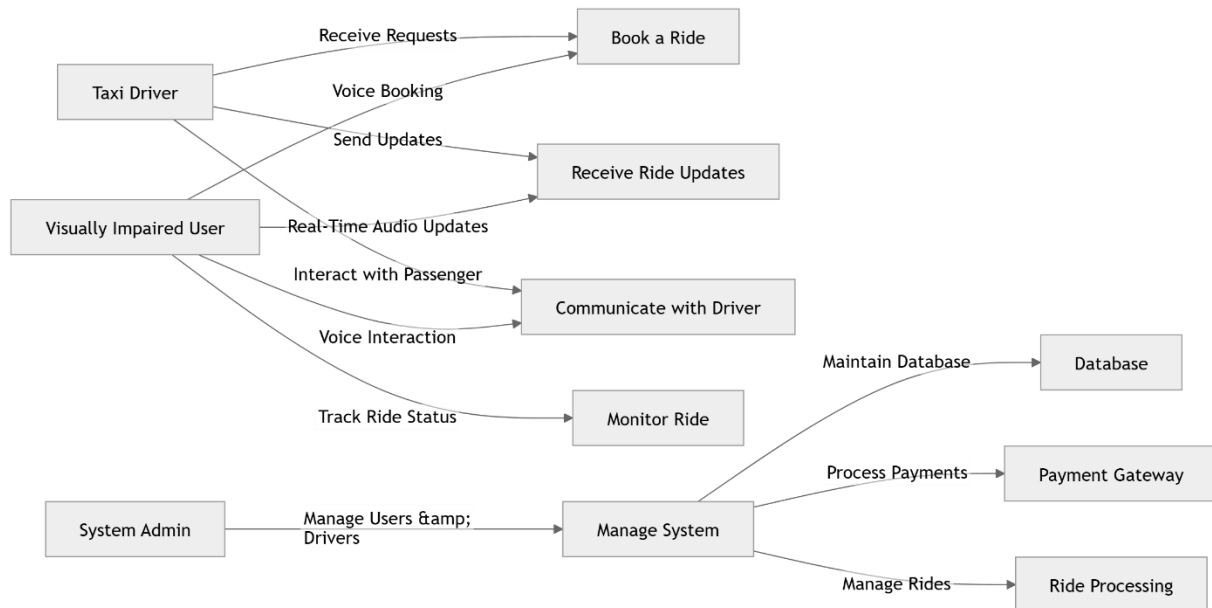 Receive Requests
Book a Ride
Taxi Driver
Voice Booking
Send Updates
Receive Ride Updates
Visually Impaired User
Real-Time Audio Updates
Interact with Passenger
Communicate with Driver
Voice Interaction
Maintain Database
Database
Track Ride Status
Monitor Ride
Process Payments
Payment Gateway
System Admin
Manage Users &amp;
Drivers
Manage System
Manage Rides
Ride Processing